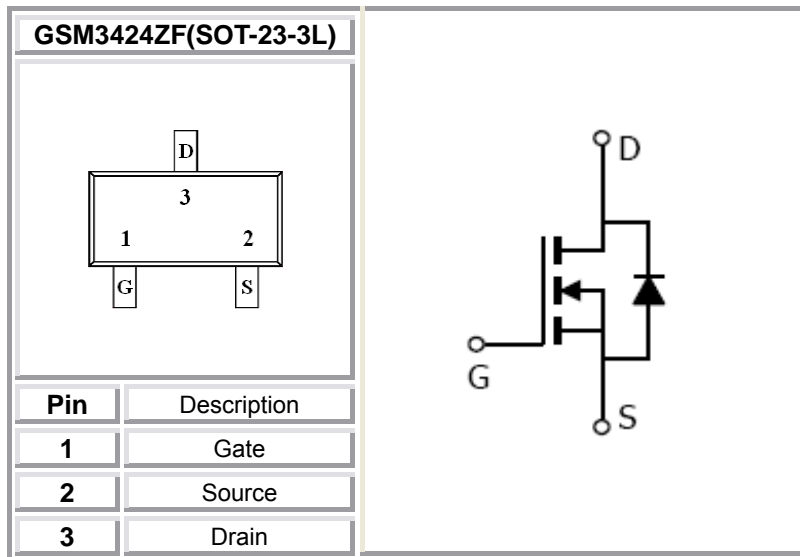 GSM3424ZF(SOT-23-3L)
D
3
1 2
G S
Pin Description
1 Gate
2 Source
3 Drain
D
G
S